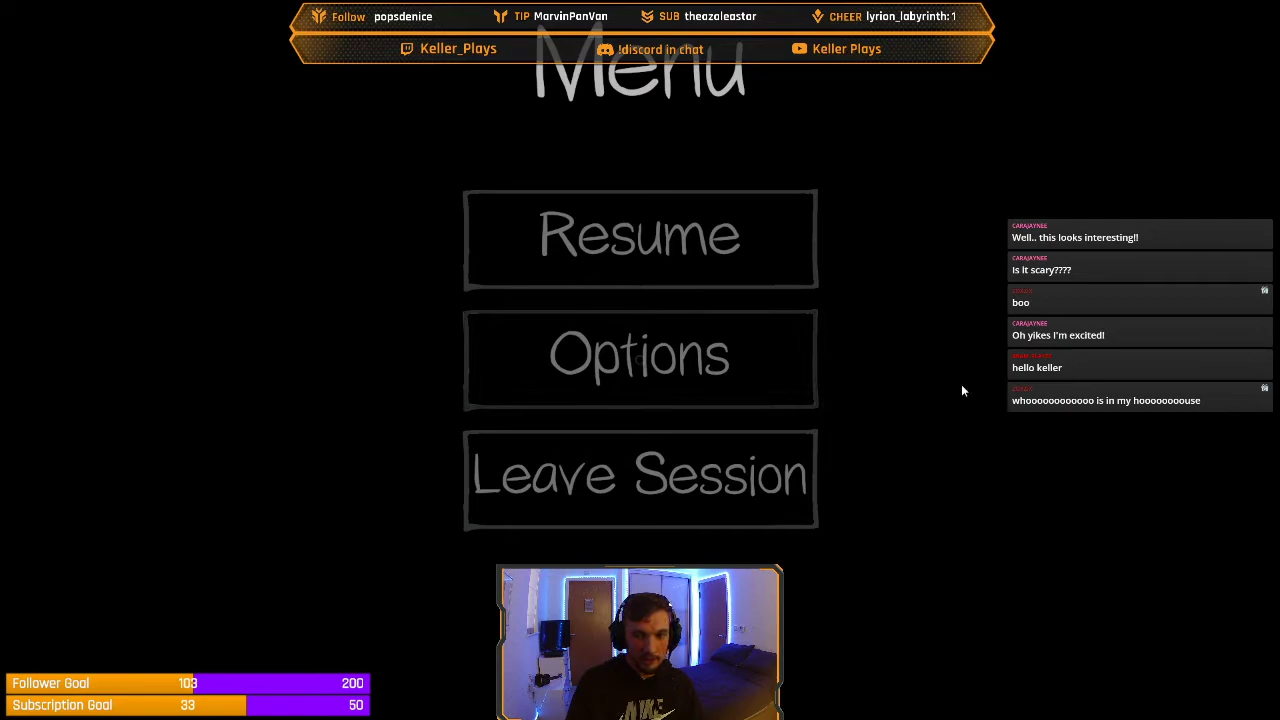 Follow popsdenice TIP MarvinPanVan SUB theazoleastar CHEER lyrion_labyrinth: 1
Keller_Plays !discord in chat Keller Plays
Menu
Resume
Options
Leave Session
CARAJAYNEE
Well.. this looks interesting!!
CARAJAYNEE
Is it scary????
boo
CARAJAYNEE
Oh yikes I'm excited!
hello keller
whoooooooooooo is in my hooooooooouse
Follower Goal 103 200
Subscription Goal 33 50